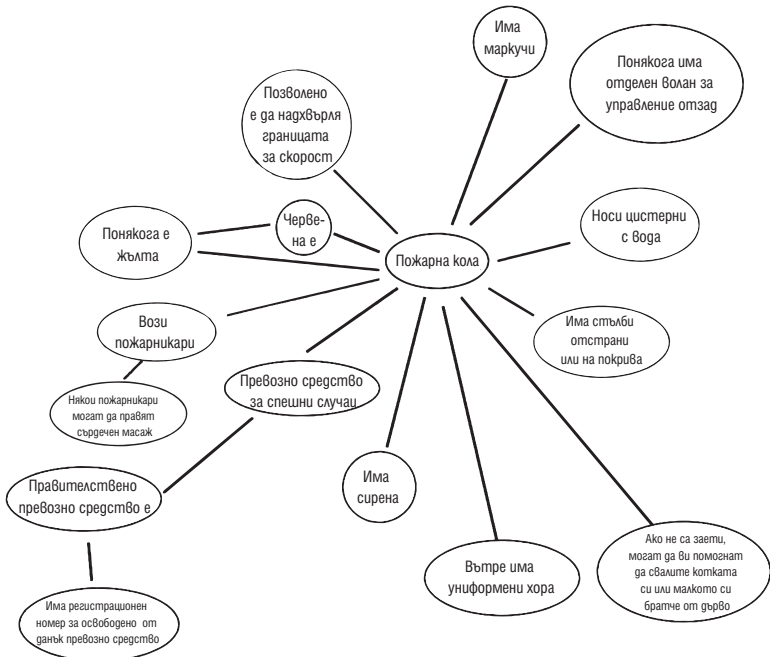 Има
маркучи
Понякога има
отделен волан за
управление отзад
Позволено
е да надхвърля
границата
за скорост
Черве-
на е
Понякога е
жълта
Пожарна кола
Носи цистерни
с вода
Вози
пожарникари
Има стълби
отстрани
или на покрива
Някои пожарникари
могат да правят
сърдечен масаж
Превозно средство
за спешни случаи
Има
сирена
Правителствено
превозно средство е
Вътре има
униформени хора
Ако не са заети,
могат да ви помогнат
да свалите котката
си или малкото си
братче от дърво
Има регистрационен
номер за освободено от
данък превозно средство